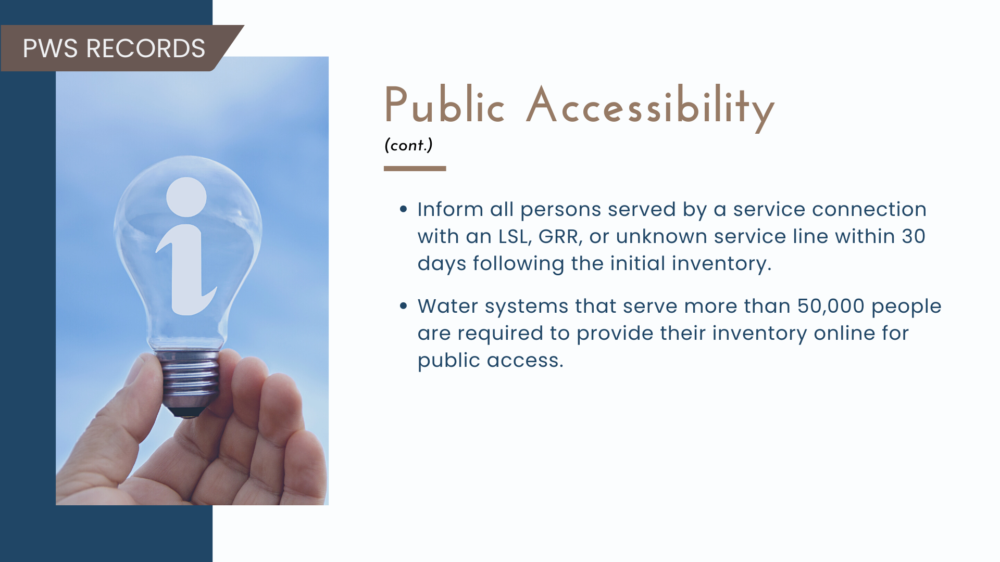 PWS RECORDS
Public Accessibility
(cont.)
• Inform all persons served by a service connection
with an LSL, GRR, or unknown service line within 30
days following the initial inventory.
• Water systems that serve more than 50,000 people
are required to provide their inventory online for
public access.
i